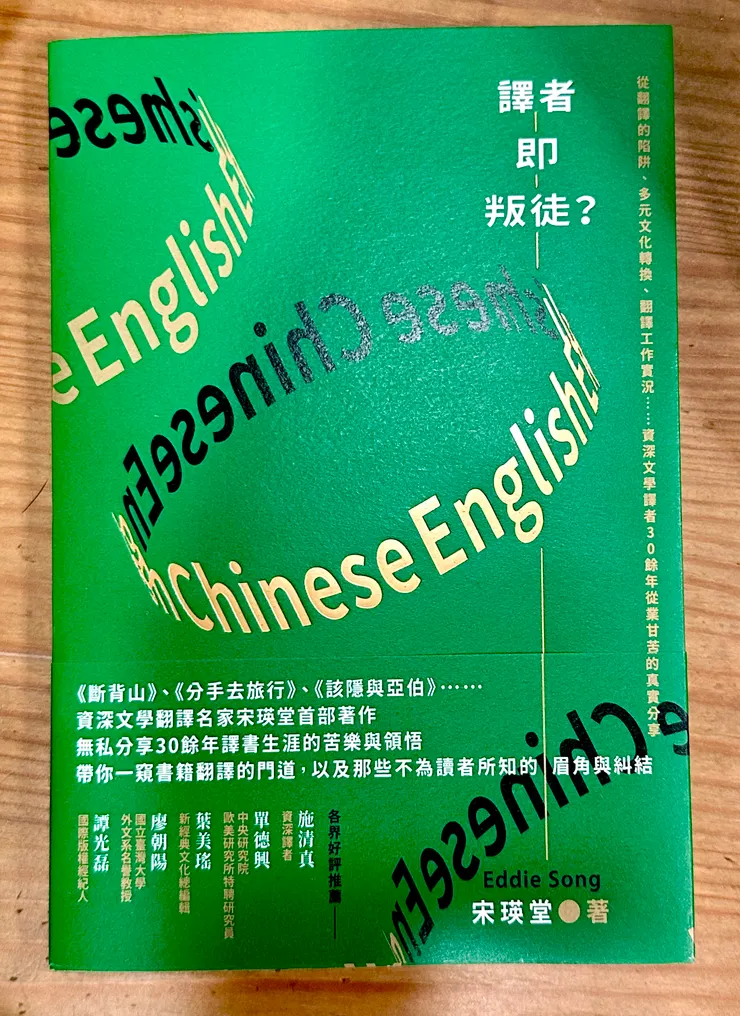 譯者
即
叛徒？
從翻譯的陷阱、多元文化轉換、翻譯工作實況……資深文學譯者30餘年從業甘苦的真實分享
inese
English
ChineseEn
Chinese English
《斷背山》、《分手去旅行》、《該隱與亞伯》……
資深文學翻譯名家宋瑛堂首部著作
無私分享30餘年譯書生涯的苦樂與領悟
帶你一窺書籍翻譯的門道，以及那些不為讀者所知的 眉角與糾結
各界好評推薦——
施清真
資深譯者
單德興
中央研究院
歐美研究所特聘研究員
葉美瑤
新經典文化總編輯
廖朝陽
國立臺灣大學
外文系名譽教授
譚光磊
國際版權經紀人
ChineseEn
Eddie Song
宋瑛堂●著